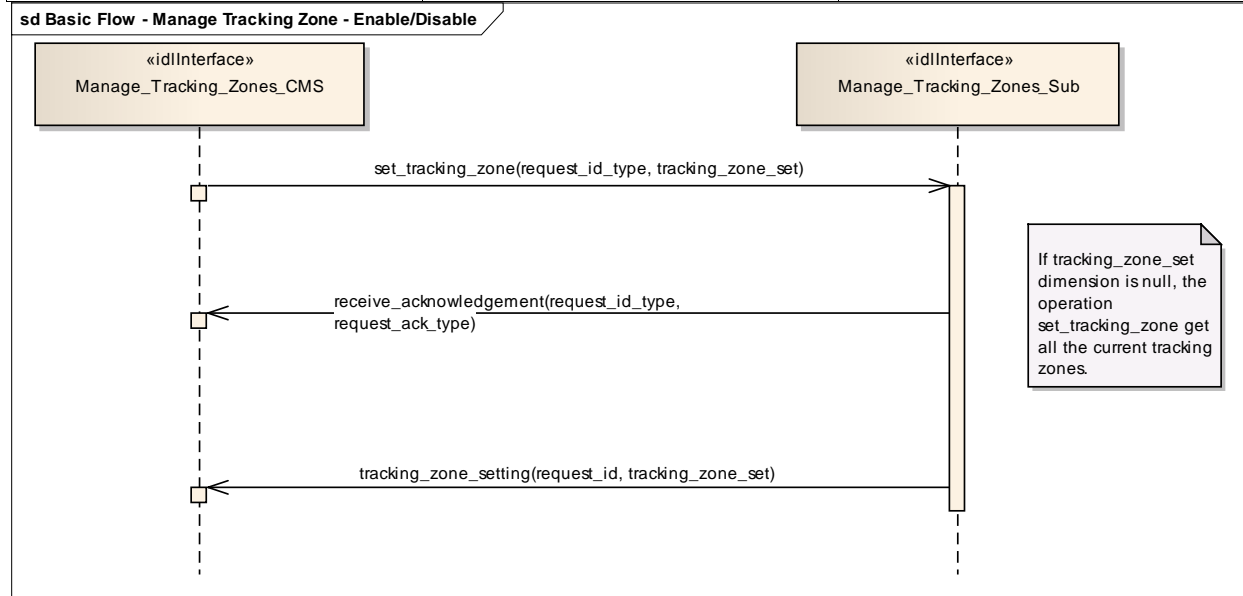 sd Basic Flow - Manage Tracking Zone - Enable/Disable
«idlInterface»
Manage_Tracking_Zones_CMS
«idlInterface»
Manage_Tracking_Zones_Sub
set_tracking_zone(request_id_type, tracking_zone_set)
receive_acknowledgement(request_id_type,
request_ack_type)
If tracking_zone_set
dimension is null, the
operation
set_tracking_zone get
all the current tracking
zones.
tracking_zone_setting(request_id, tracking_zone_set)